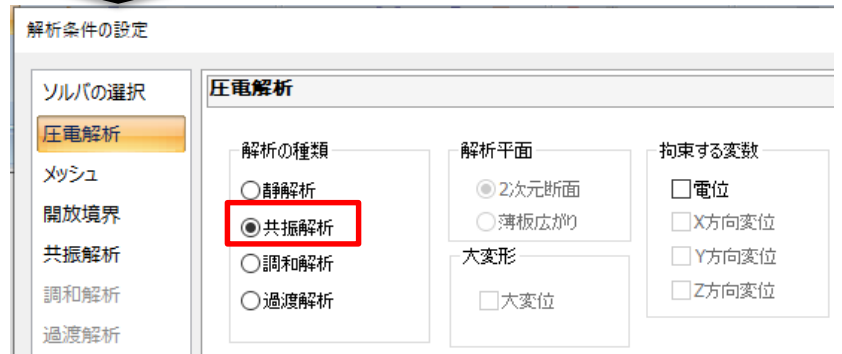 解析条件の設定
ソルバの選択
圧電解析
メッシュ
開放境界
共振解析
調和解析
過渡解析
圧電解析
解析の種類
静解析
共振解析
調和解析
過渡解析
解析平面
2次元断面
薄板広がり
大変形
大変位
拘束する変数
電位
X方向変位
Y方向変位
Z方向変位